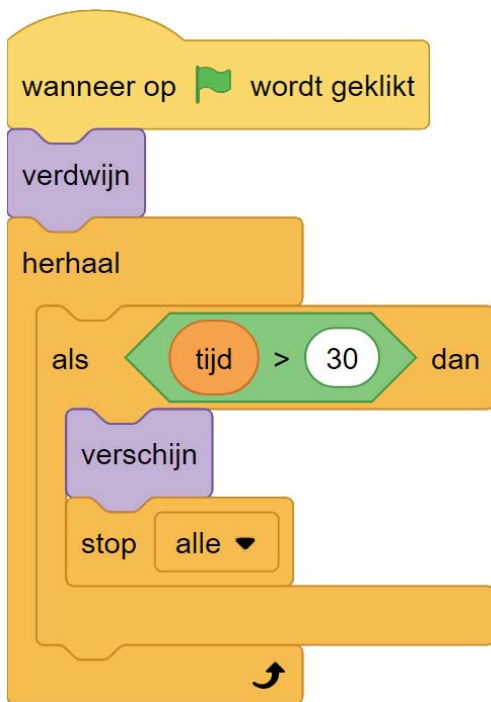 wanneer op wordt geklikt
verdwijn
herhaal
als tijd > 30 dan
verschijn
stop alle